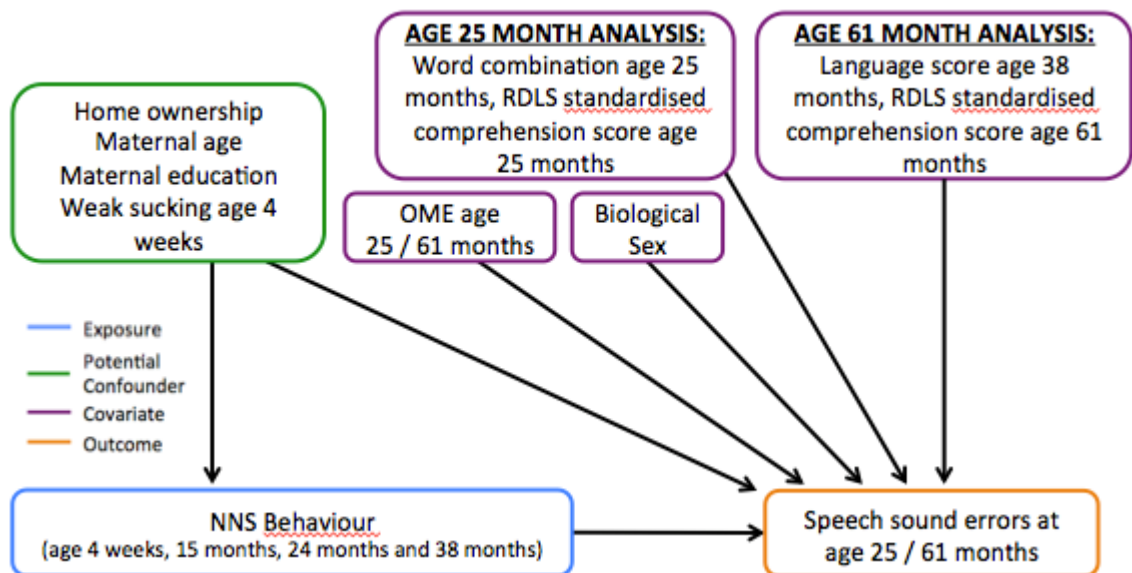 AGE 25 MONTH ANALYSIS:
Word combination age 25
months, RDLS standardised
comprehension score age
25 months
AGE 61 MONTH ANALYSIS:
Language score age 38
months, RDLS standardised
comprehension score age 61
months
Home ownership
Maternal age
Maternal education
Weak sucking age 4
weeks
OME age
25 / 61 months
Biological
Sex
Exposure
Potential
Confounder
Covariate
Outcome
NNS Behaviour
(age 4 weeks, 15 months, 24 months and 38 months)
Speech sound errors at
age 25 / 61 months